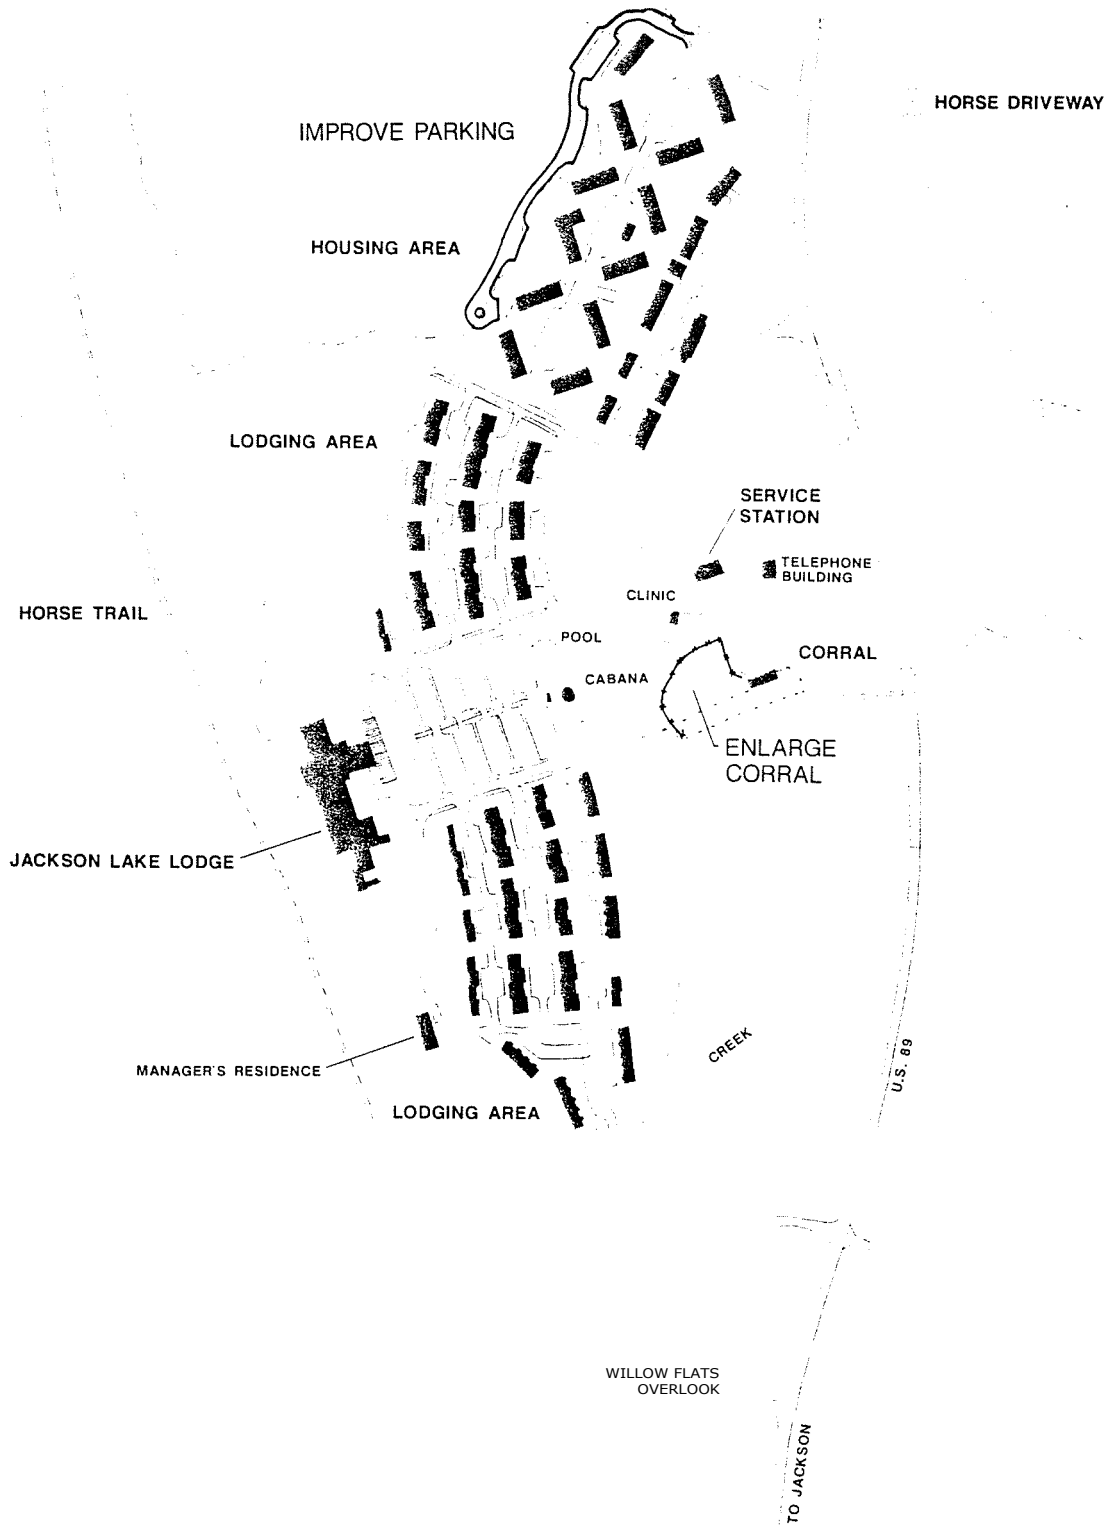 HORSE DRIVEWAY
IMPROVE PARKING
HOUSING AREA
LODGING AREA
SERVICE
STATION
TELEPHONE
BUILDING
CLINIC
HORSE TRAIL
POOL
CORRAL
CABANA
ENLARGE
CORRAL
JACKSON LAKE LODGE
CREEK
U.S. 89
MANAGER'S RESIDENCE
LODGING AREA
WILLOW FLATS
OVERLOOK
TO JACKSON